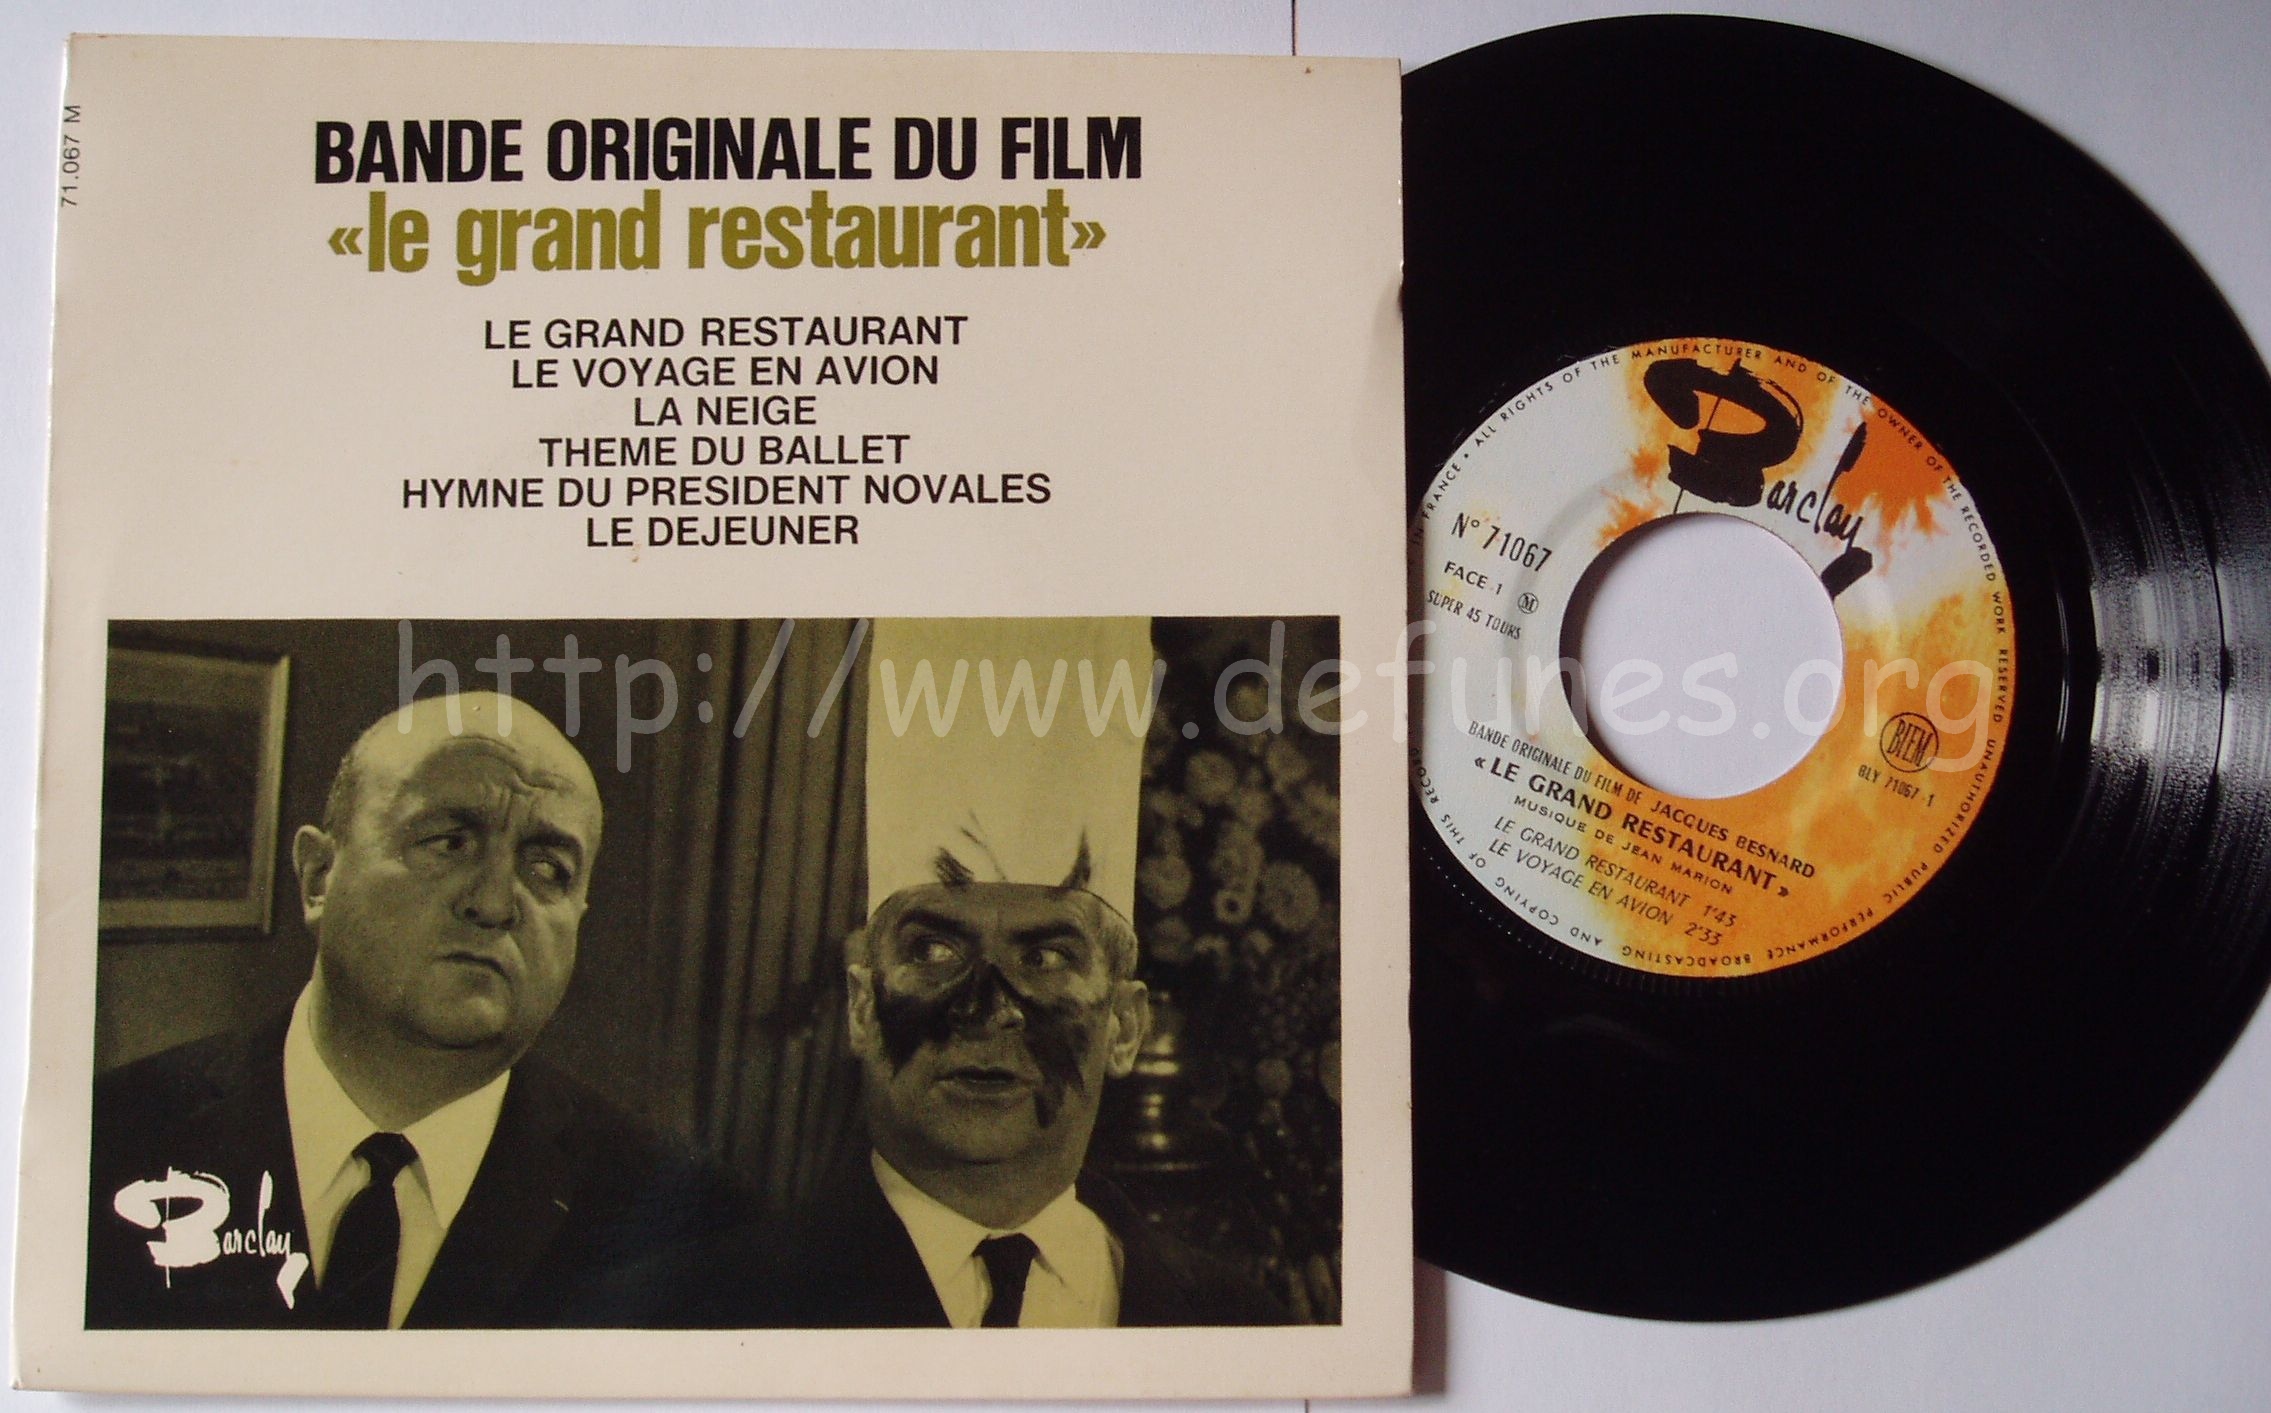 71.067 M
BANDE ORIGINALE DU FILM
«le grand restaurant»
LE GRAND RESTAURANT
LE VOYAGE EN AVION
LA NEIGE
THEME DU BALLET
HYMNE DU PRESIDENT NOVALES
LE DEJEUNER
Barclay
http://www.defunes.org
Barclay
N° 71067
FACE 1 M
SUPER 45 TOURS
BIEM
BLY 71067-1
BANDE ORIGINALE DU FILM DE JACQUES BESNARD
« LE GRAND RESTAURANT »
MUSIQUE DE JEAN MARION
LE GRAND RESTAURANT 1'43
LE VOYAGE EN AVION 2'33
IN FRANCE • ALL RIGHTS OF THE MANUFACTURER AND OF THE OWNER OF THE RECORDED WORK RESERVED UNAUTHORIZED PUBLIC PERFORMANCE BROADCASTING AND COPYING OF THIS RECORD